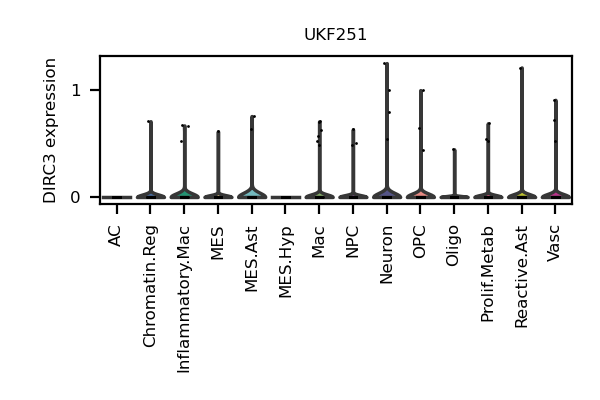 UKF251
DIRC3 expression
1
0
AC
Chromatin.Reg
Inflammatory.Mac
MES
MES.Ast
MES.Hyp
Mac
NPC
Neuron
OPC
Oligo
Prolif.Metab
Reactive.Ast
Vasc